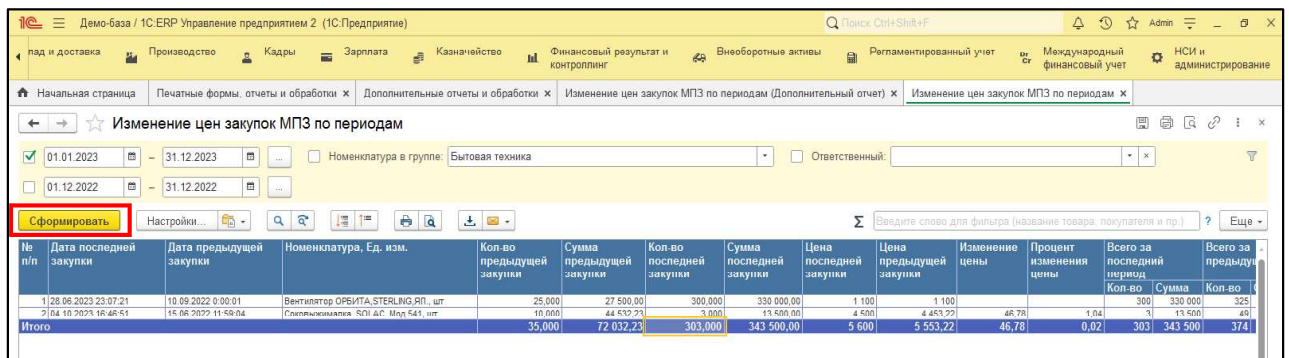 1С Демо-база / 1С:ERP Управление предприятием 2 (1С:Предприятие) Поиск Ctrl+Shift+F Admin
лад и доставка Производство Кадры Зарплата Казначейство Финансовый результат и контроллинг Внеоборотные активы Регламентированный учет Международный финансовый учет НСИ и администрирование
Начальная страница Печатные формы, отчеты и обработки × Дополнительные отчеты и обработки × Изменение цен закупок МПЗ по периодам (Дополнительный отчет) × Изменение цен закупок МПЗ по периодам ×
Изменение цен закупок МПЗ по периодам
01.01.2023 – 31.12.2023 ... Номенклатура в группе: Бытовая техника Ответственный:
01.12.2022 – 31.12.2022 ...
Сформировать Настройки... Σ Введите слово для фильтра (название товара, покупателя и пр.) ? Еще
№ п/п Дата последней закупки Дата предыдущей закупки Номенклатура, Ед. изм. Кол-во предыдущей закупки Сумма предыдущей закупки Кол-во последней закупки Сумма последней закупки Цена последней закупки Цена предыдущей закупки Изменение цены Процент изменения цены Всего за последний период Всего за предыду
Кол-во Сумма Кол-во
1 28.06.2023 23:07:21 10.09.2022 0:00:01 Вентилятор ОРБИТА,STERLING,ЯП., шт 25,000 27 500,00 300,000 330 000,00 1 100 1 100 300 330 000 325
2 04.10.2023 16:46:51 15.06.2022 11:59:04 Соковыжималка SOLAC Мод.541, шт 10,000 44 532,23 3,000 13 500,00 4 500 4 453,22 46,78 1,04 3 13 500 49
Итого 35,000 72 032,23 303,000 343 500,00 5 600 5 553,22 46,78 0,02 303 343 500 374